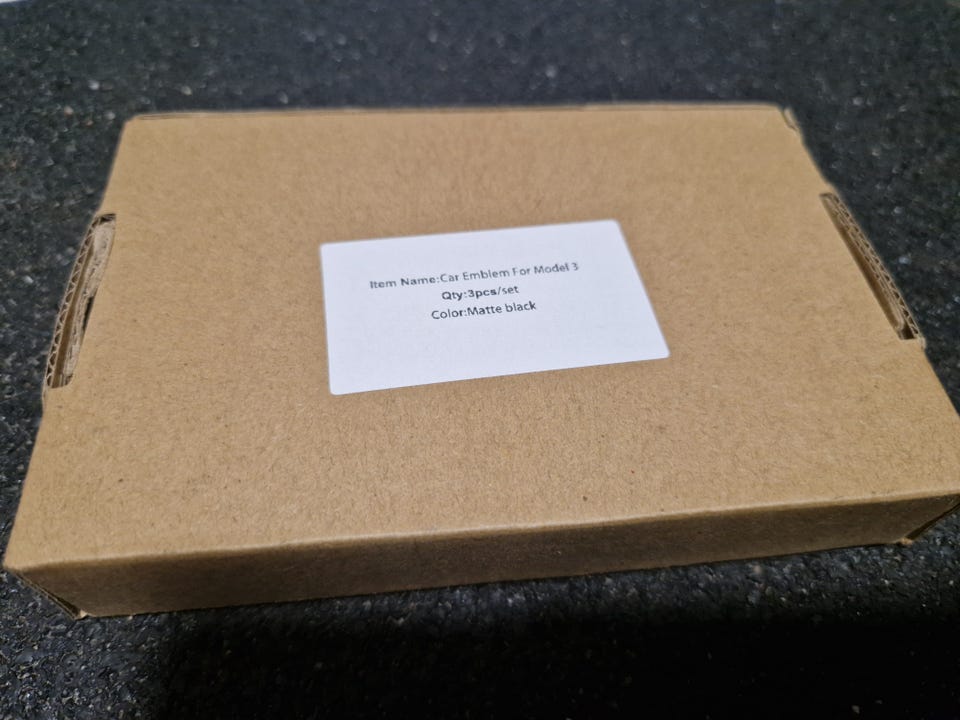 Item Name:Car Emblem For Model 3
Qty:3pcs/set
Color:Matte black